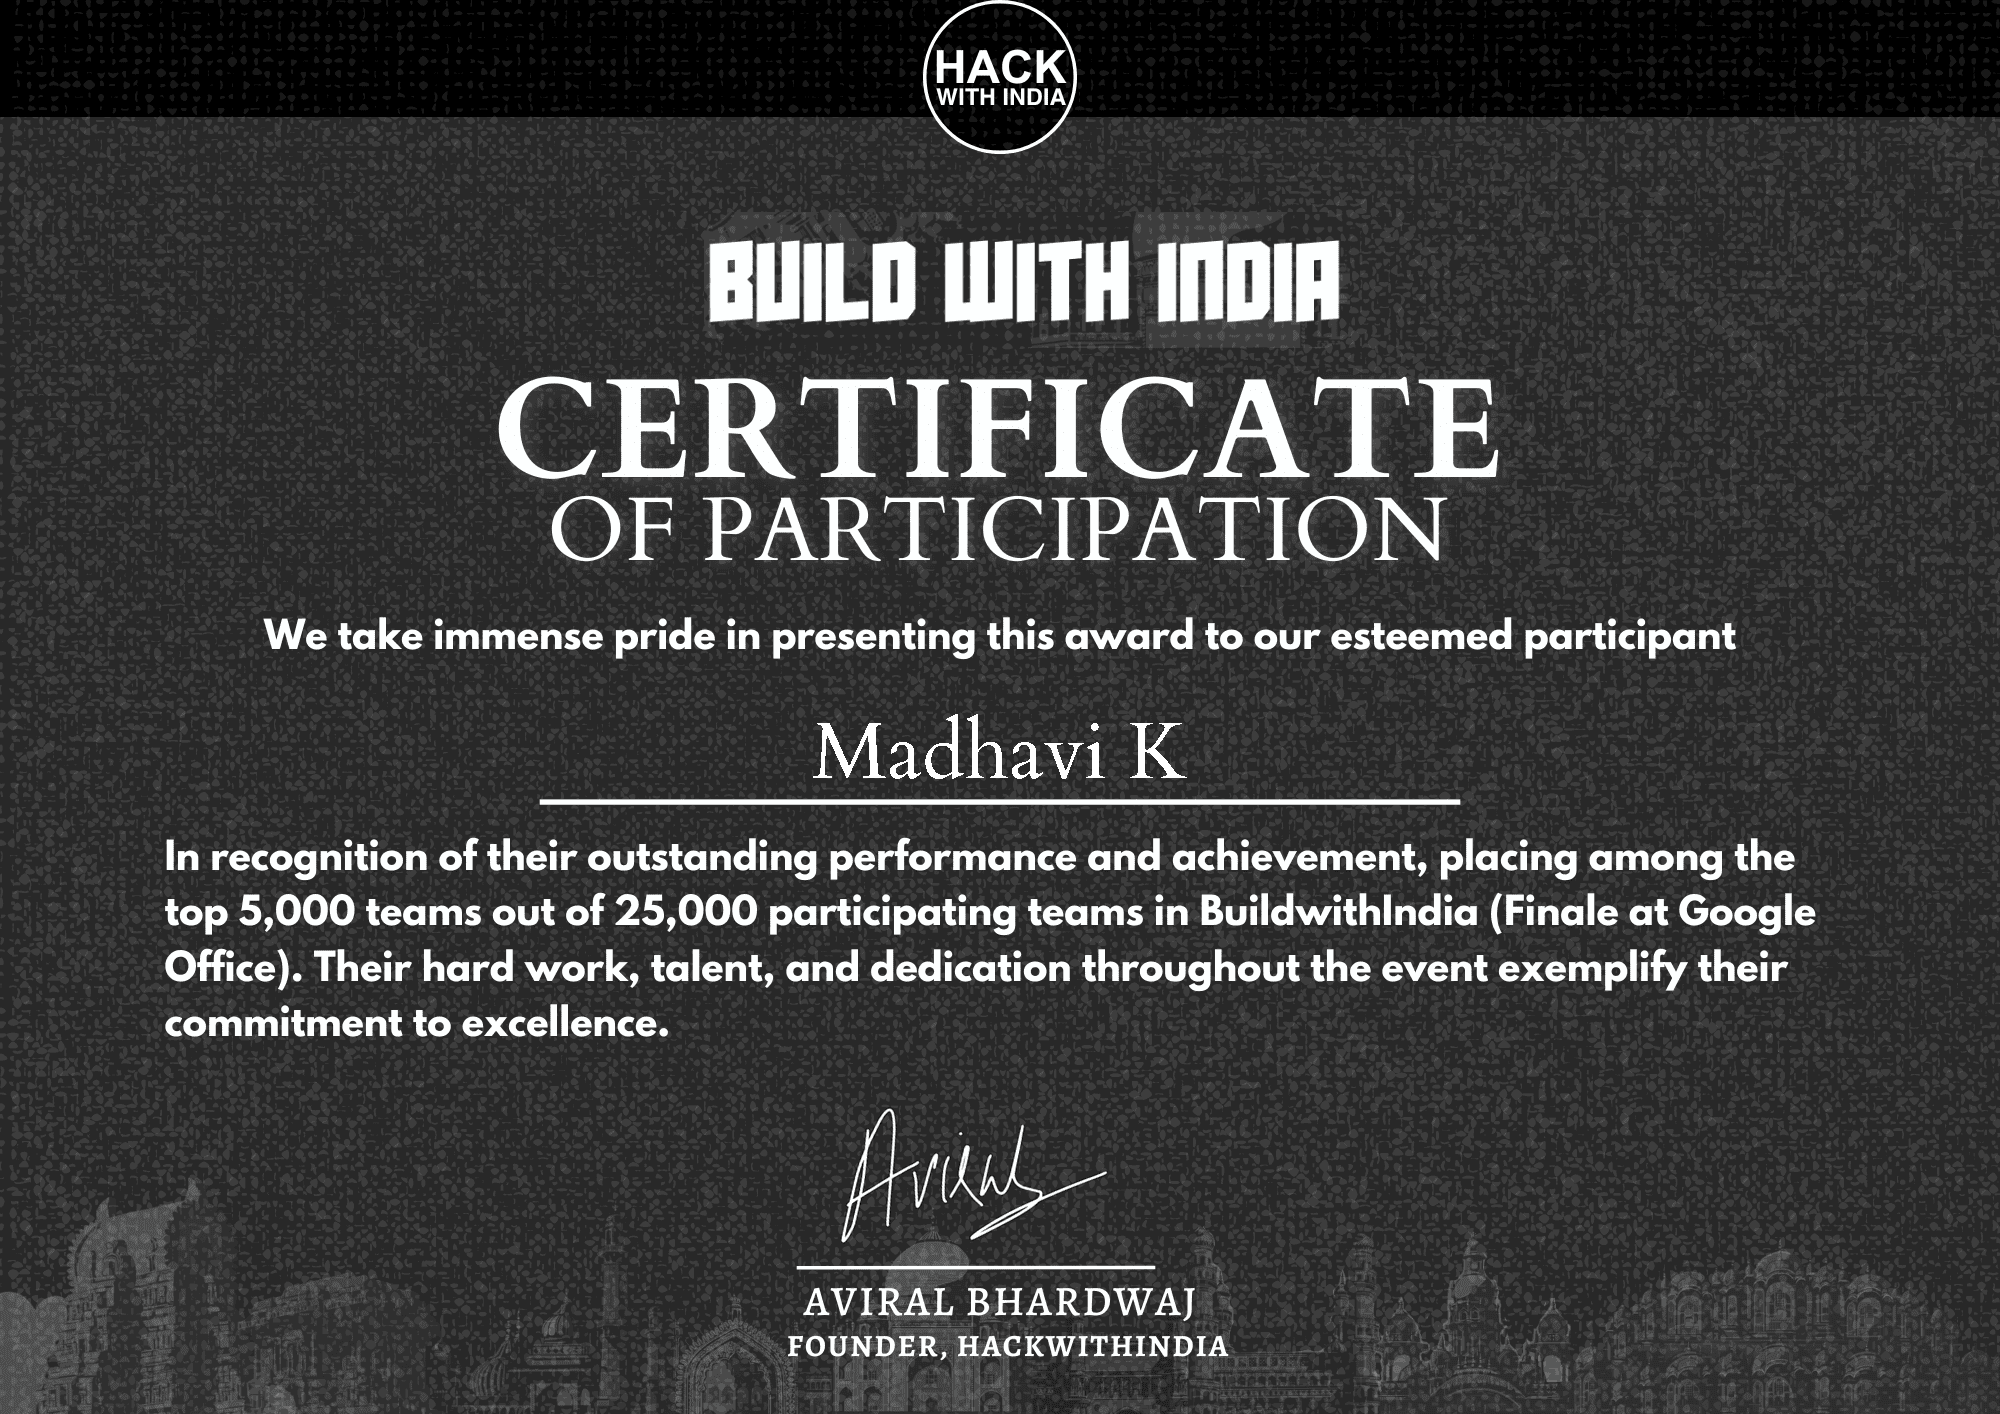 HACK
WITH INDIA
BUILD WITH INDIA
CERTIFICATE
OF PARTICIPATION
We take immense pride in presenting this award to our esteemed participant
Madhavi K
In recognition of their outstanding performance and achievement, placing among the
top 5,000 teams out of 25,000 participating teams in BuildwithIndia (Finale at Google
Office). Their hard work, talent, and dedication throughout the event exemplify their
commitment to excellence.
Aviral
AVIRAL BHARDWAJ
FOUNDER, HACKWITHINDIA